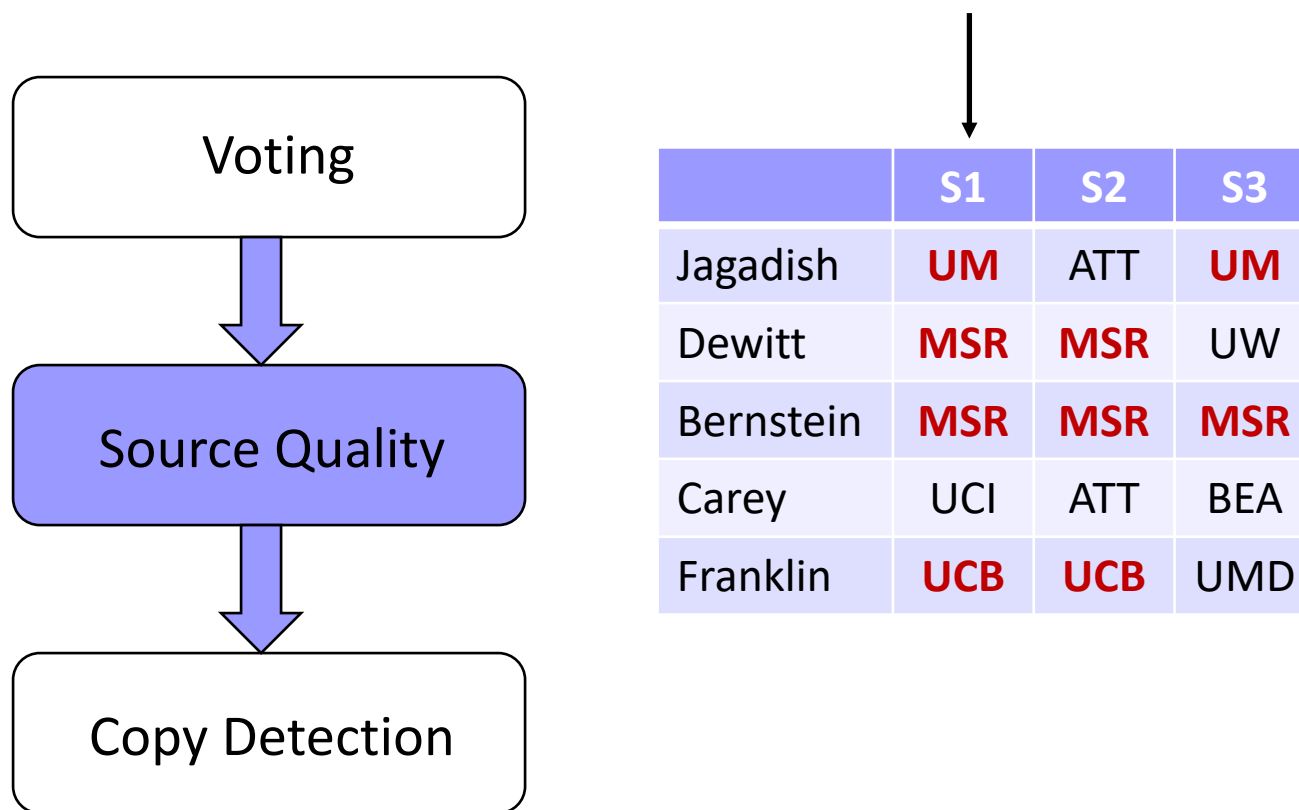 Voting
Source Quality
Copy Detection
S1 S2 S3
Jagadish UM ATT UM
Dewitt MSR MSR UW
Bernstein MSR MSR MSR
Carey UCI ATT BEA
Franklin UCB UCB UMD